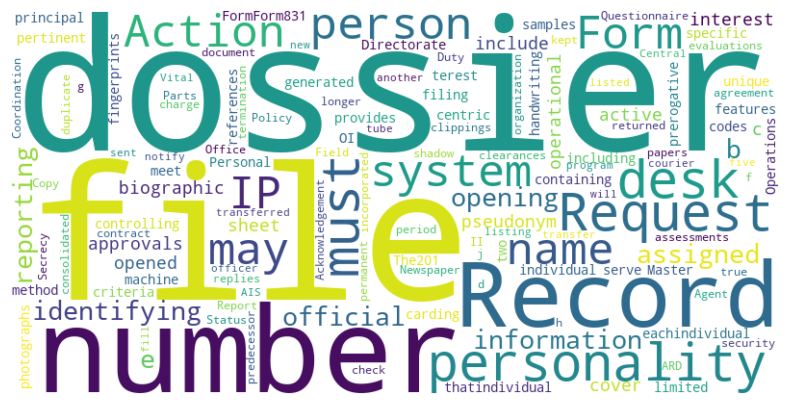 principal
pertinent
Coordination
duplicate
g
Action
FormForm831
document
fingerprints
Vital
Parts
charge
person
references
termination
new
Policy
generated
another
longer
Directorate
Duty
provides
centric
clippings
include
terest
filing
OI
tube
kept
samples
organization
handwriting
Form
Questionnaire
Central
operational
active
prerogative
listed
interest
specific
evaluations
unique
agreement
features
codes
c
b
returned
papers
courier
Operations
dossier
file
reporting
Copy
Secrecy
consolidated
method
photographs
sent
notify
meet
Office
Personal
biographic
IP
sheet
transferred
controlling
contract
approvals
opened
machine
criteria
officer
replies
AIS
Report
Status
e
fill
identifying
may
must
Acknowledgement
period
permanent
incorporated
Field
shadow
system
clearances
including
program
containing
will
five
f
desk
opening
pseudonym
The201
II
j
d
listing
two
transfer
Newspaper
Request
name
assigned
individual
serve
Master
assessments
true
Agent
eachindividual
security
Record
number
official
predecessor
check
information
h
personality
ARD
cover
limited
thatindividual